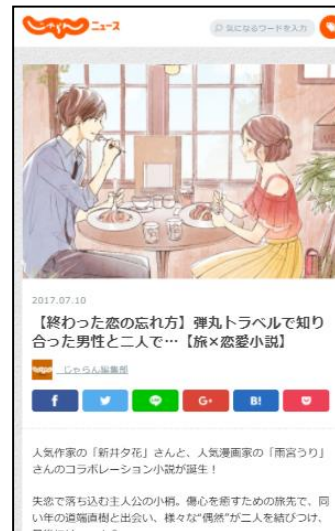 じゃらん ニュース
気になるワードを入力
2017.07.10
【終わった恋の忘れ方】弾丸トラベルで知り
合った男性と二人で…【旅×恋愛小説】
じゃらん編集部
f G+ B!
人気作家の「新井夕花」さんと、人気漫画家の「雨宮うり」
さんのコラボレーション小説が誕生！
失恋で落ち込む主人公の小梢。傷心を癒すための旅先で、同
い年の道端直樹と出会い、様々な“偶然”が二人を結びつけ、